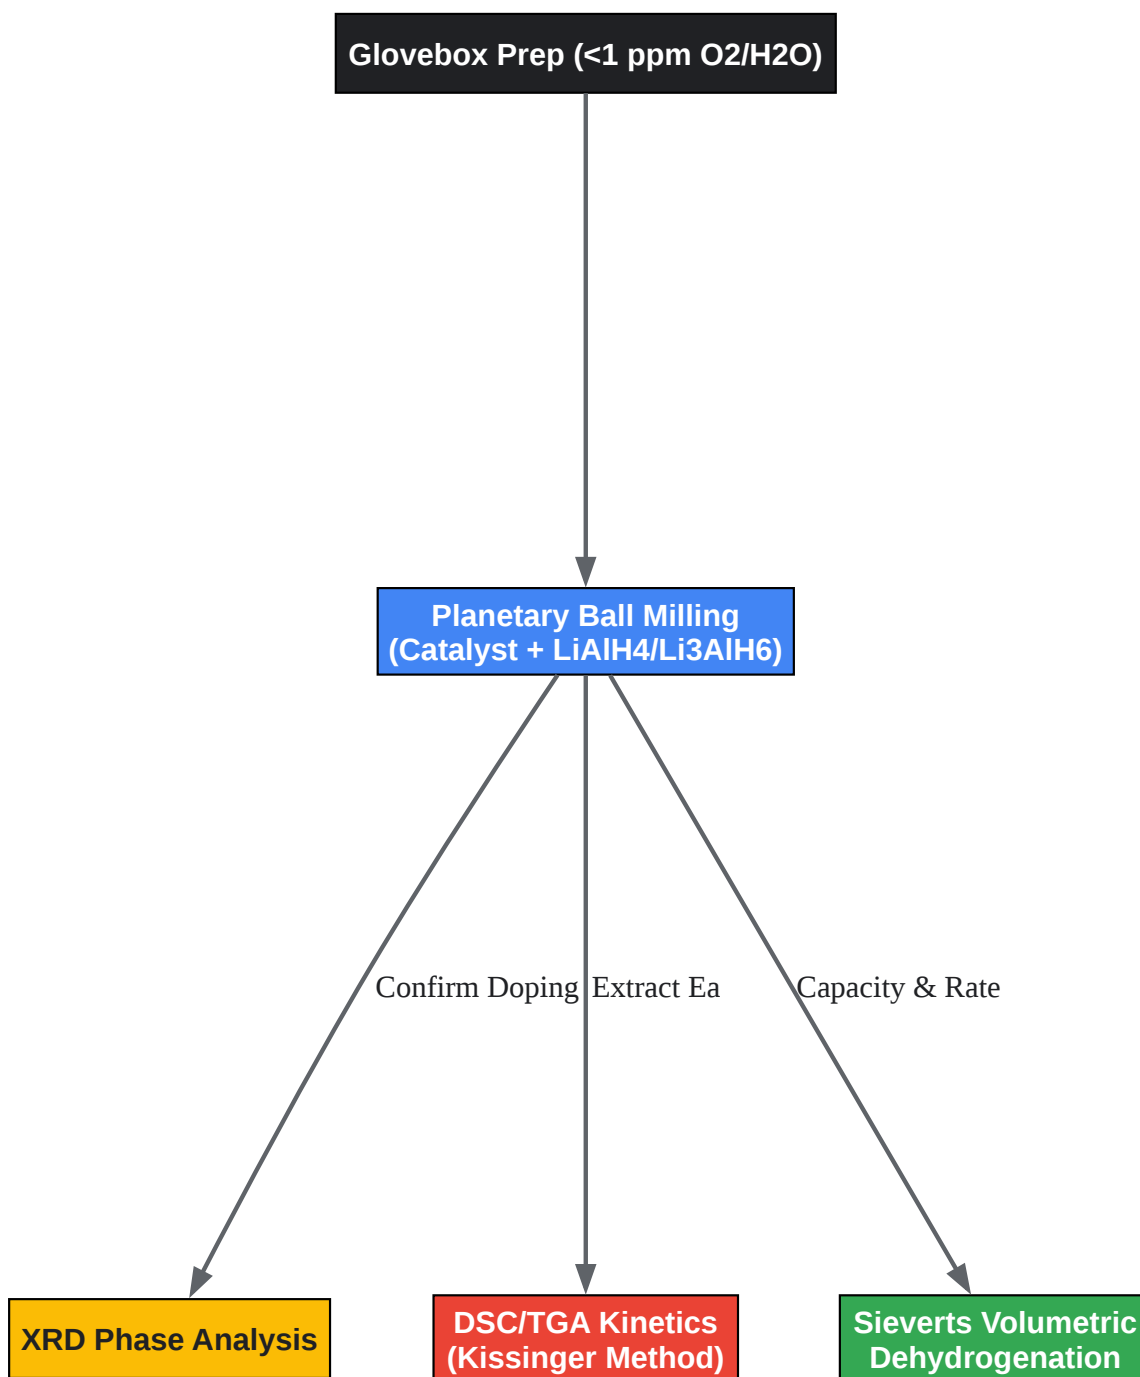 Glovebox Prep (<1 ppm O2/H2O)
Planetary Ball Milling
(Catalyst + LiAlH4/Li3AlH6)
Confirm Doping
Extract Ea
Capacity & Rate
XRD Phase Analysis
DSC/TGA Kinetics
(Kissinger Method)
Sieverts Volumetric
Dehydrogenation